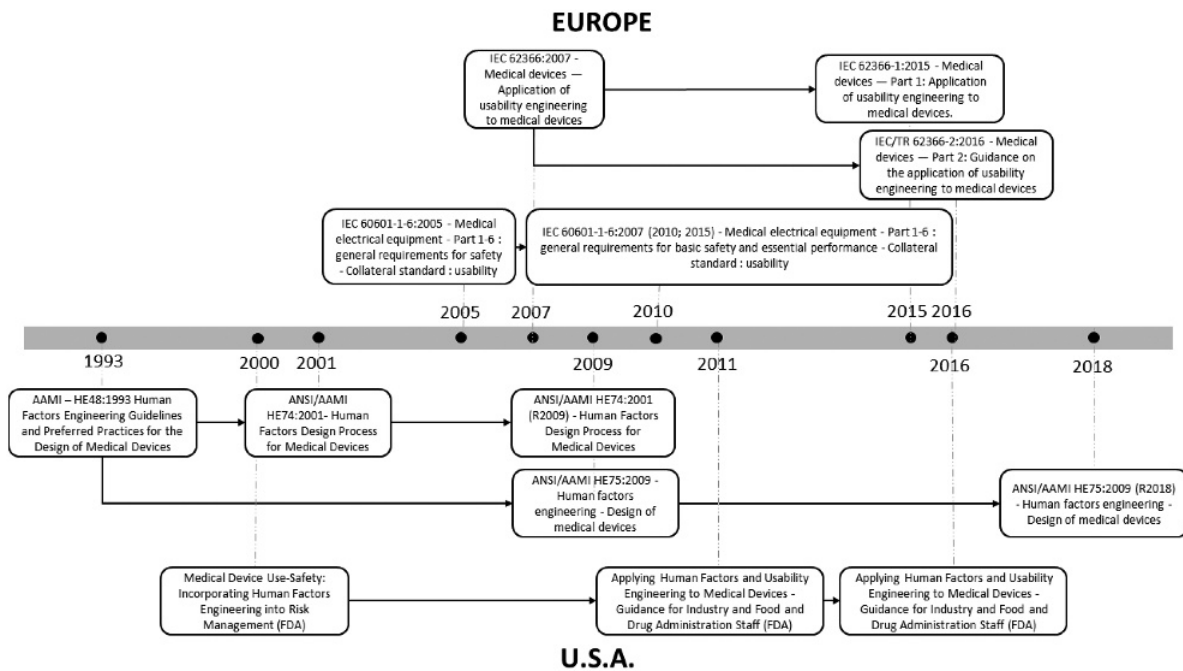 EUROPE
IEC 62366:2007 -
Medical devices —
Application of
usability engineering
to medical devices
IEC 62366-1:2015 - Medical
devices — Part 1: Application
of usability engineering to
medical devices.
IEC/TR 62366-2:2016 - Medical
devices — Part 2: Guidance on
the application of usability
engineering to medical devices
IEC 60601-1-6:2005 - Medical
electrical equipment - Part 1-6 :
general requirements for safety
- Collateral standard : usability
IEC 60601-1-6:2007 (2010; 2015) - Medical electrical equipment - Part 1-6 :
general requirements for basic safety and essential performance - Collateral
standard : usability
2005
2007
2010
2015
2016
1993
2000
2001
2009
2011
2016
2018
AAMI – HE48:1993 Human
Factors Engineering Guidelines
and Preferred Practices for the
Design of Medical Devices
ANSI/AAMI
HE74:2001- Human
Factors Design Process
for Medical Devices
ANSI/AAMI HE74:2001
(R2009) - Human Factors
Design Process for
Medical Devices
ANSI/AAMI HE75:2009 -
Human factors
engineering - Design of
medical devices
ANSI/AAMI HE75:2009 (R2018)
- Human factors engineering -
Design of medical devices
Medical Device Use-Safety:
Incorporating Human Factors
Engineering into Risk
Management (FDA)
Applying Human Factors and Usability
Engineering to Medical Devices -
Guidance for Industry and Food and
Drug Administration Staff (FDA)
Applying Human Factors and Usability
Engineering to Medical Devices -
Guidance for Industry and Food and
Drug Administration Staff (FDA)
U.S.A.